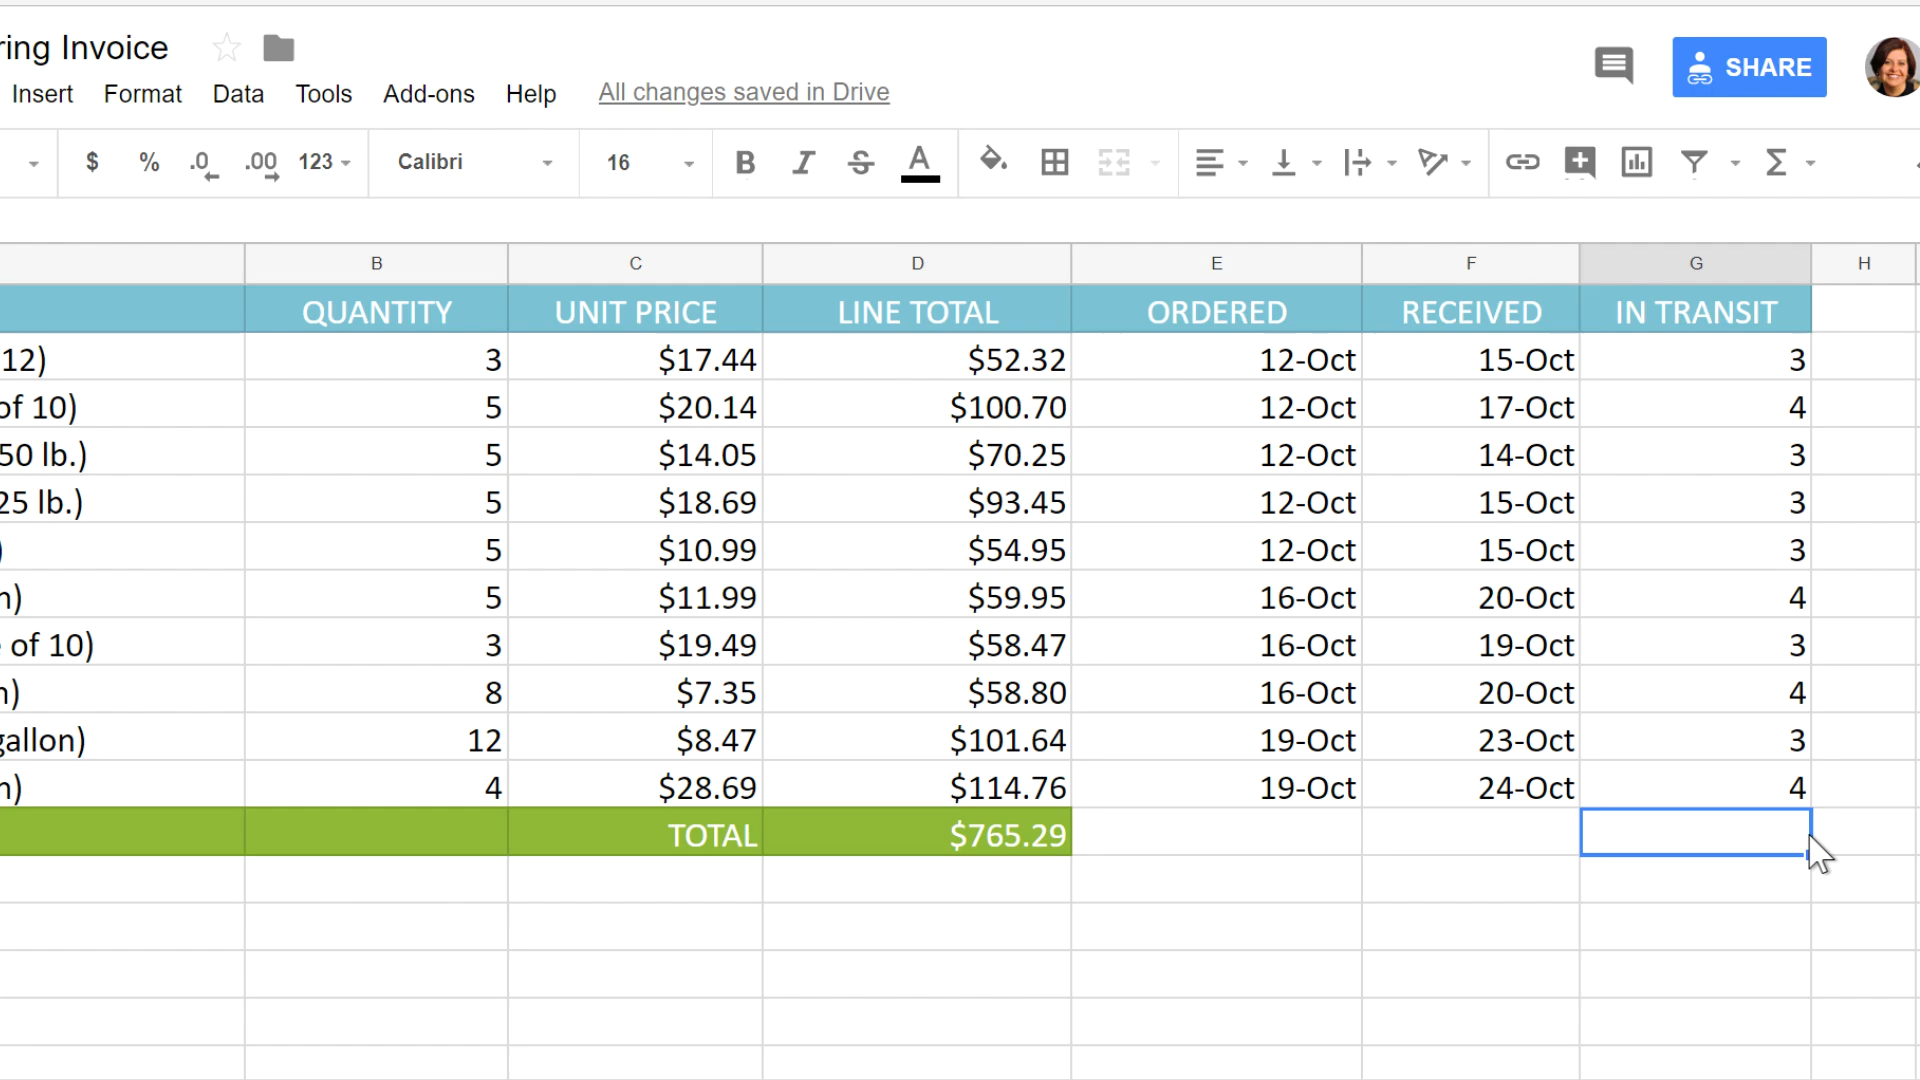 ring Invoice
Insert Format Data Tools Add-ons Help All changes saved in Drive
SHARE
$ % .0 .00 123 Calibri 16 B I S A
B C D E F G H
QUANTITY UNIT PRICE LINE TOTAL ORDERED RECEIVED IN TRANSIT
12) 3 $17.44 $52.32 12-Oct 15-Oct 3
of 10) 5 $20.14 $100.70 12-Oct 17-Oct 4
50 lb.) 5 $14.05 $70.25 12-Oct 14-Oct 3
25 lb.) 5 $18.69 $93.45 12-Oct 15-Oct 3
) 5 $10.99 $54.95 12-Oct 15-Oct 3
n) 5 $11.99 $59.95 16-Oct 20-Oct 4
of 10) 3 $19.49 $58.47 16-Oct 19-Oct 3
n) 8 $7.35 $58.80 16-Oct 20-Oct 4
gallon) 12 $8.47 $101.64 19-Oct 23-Oct 3
n) 4 $28.69 $114.76 19-Oct 24-Oct 4
TOTAL $765.29